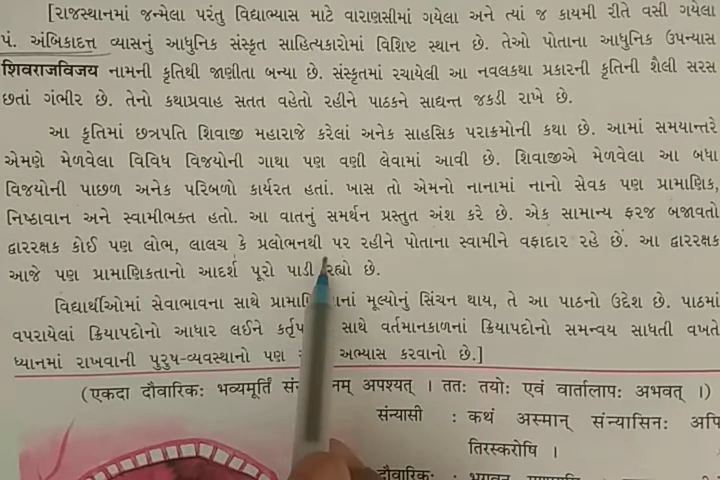 [રાજસ્થાનમાં જન્મેલા પરંતુ વિદ્યાભ્યાસ માટે વારાણસીમાં ગયેલા અને ત્યાં જ કાયમી રીતે વસી ગયેલા
પં. અંબિકાદત્ત વ્યાસનું આધુનિક સંસ્કૃત સાહિત્યકારોમાં વિશિષ્ટ સ્થાન છે. તેઓ પોતાના આધુનિક ઉપન્યાસ
शिवराजविजय નામની કૃતિથી જાણીતા બન્યા છે. સંસ્કૃતમાં રચાયેલી આ નવલકથા પ્રકારની કૃતિની શૈલી સરસ
છતાં ગંભીર છે. તેનો કથાપ્રવાહ સતત વહેતો રહીને પાઠકને સાદ્યન્ત જકડી રાખે છે.
આ કૃતિમાં છત્રપતિ શિવાજી મહારાજે કરેલાં અનેક સાહસિક પરાક્રમોની કથા છે. આમાં સમયાન્તરે
એમણે મેળવેલા વિવિધ વિજયોની ગાથા પણ વણી લેવામાં આવી છે. શિવાજીએ મેળવેલા આ બધા
વિજયોની પાછળ અનેક પરિબળો કાર્યરત હતાં. ખાસ તો એમનો નાનામાં નાનો સેવક પણ પ્રામાણિક,
નિષ્ઠાવાન અને સ્વામીભક્ત હતો. આ વાતનું સમર્થન પ્રસ્તુત અંશ કરે છે. એક સામાન્ય ફરજ બજાવતો
દ્વારરક્ષક કોઈ પણ લોભ, લાલચ કે પ્રલોભનથી પર રહીને પોતાના સ્વામીને વફાદાર રહે છે. આ દ્વારરક્ષક
આજે પણ પ્રામાણિકતાનો આદર્શ પૂરો પાડી રહ્યો છે.
વિદ્યાર્થીઓમાં સેવાભાવના સાથે મૂલ્યોનું સિંચન થાય, તે આ પાઠનો ઉદેશ છે. પાઠમાં
વપરાયેલાં ક્રિયાપદોનો આધાર લઈને સાથે વર્તમાનકાળનાં ક્રિયાપદોનો સમન્વય સાધતી વખતે
ધ્યાનમાં રાખવાની પુરુષ-વ્યવસ્થાનો પણ અભ્યાસ કરવાનો છે.]
(एकदा दौवारिकः भव्यमूर्तिं अपश्यत् । ततः तयोः एवं वार्तालापः अभवत् ।)
संन्यासी : कथं अस्मान् संन्यासिनः अपि
तिरस्करोषि ।
दौवारिकः :